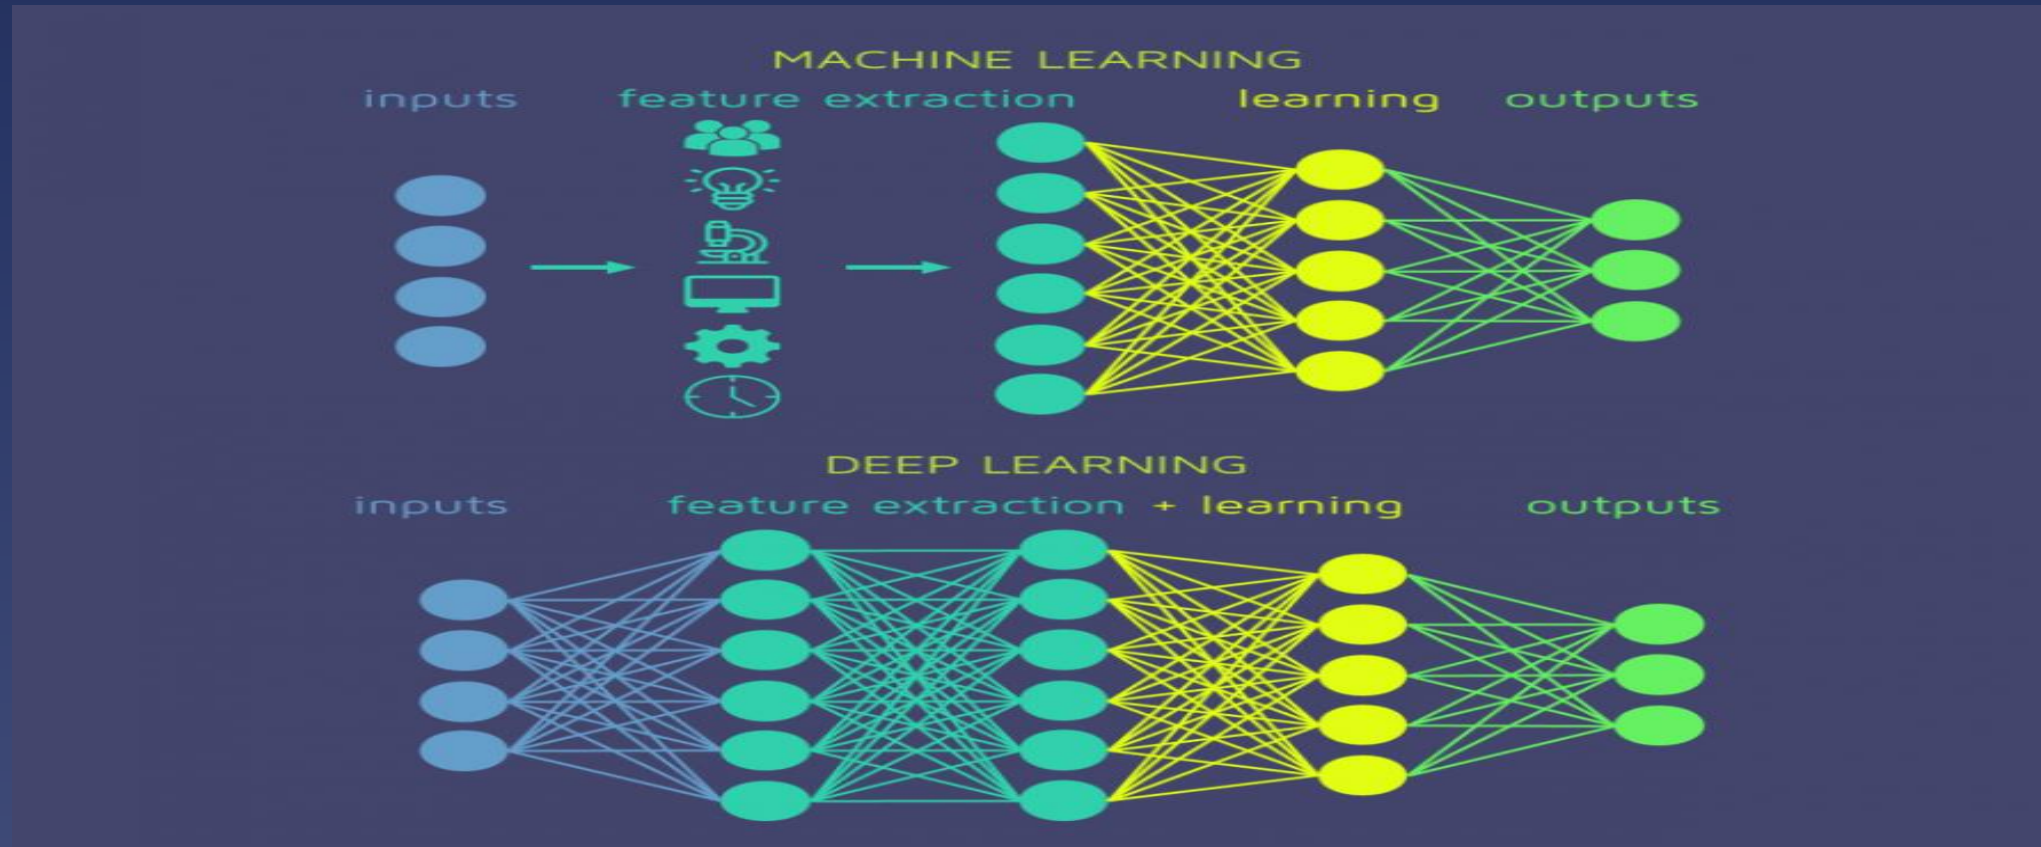 MACHINE LEARNING
inputs feature extraction learning outputs
DEEP LEARNING
inputs feature extraction + learning outputs